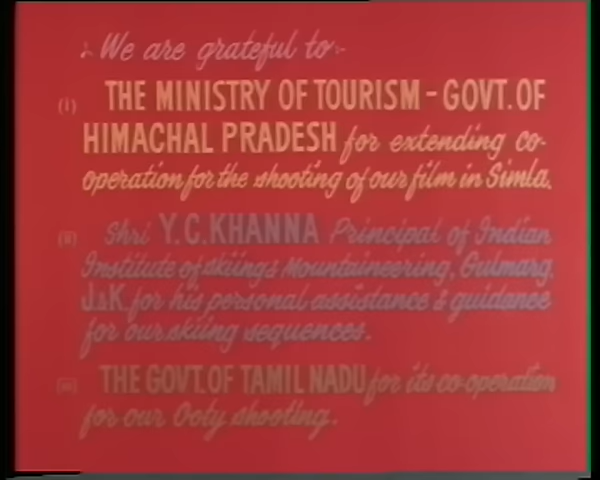 :- We are grateful to :-
(i) THE MINISTRY OF TOURISM - GOVT. OF
HIMACHAL PRADESH for extending co-
operation for the shooting of our film in Simla.
(ii) Shri Y.C. KHANNA Principal of Indian
Institute of skiing & Mountaineering, Gulmarg
J&K for his personal assistance & guidance
for our skiing sequences.
(iii) THE GOVT. OF TAMIL NADU for its co-operation
for our Ooty shooting.